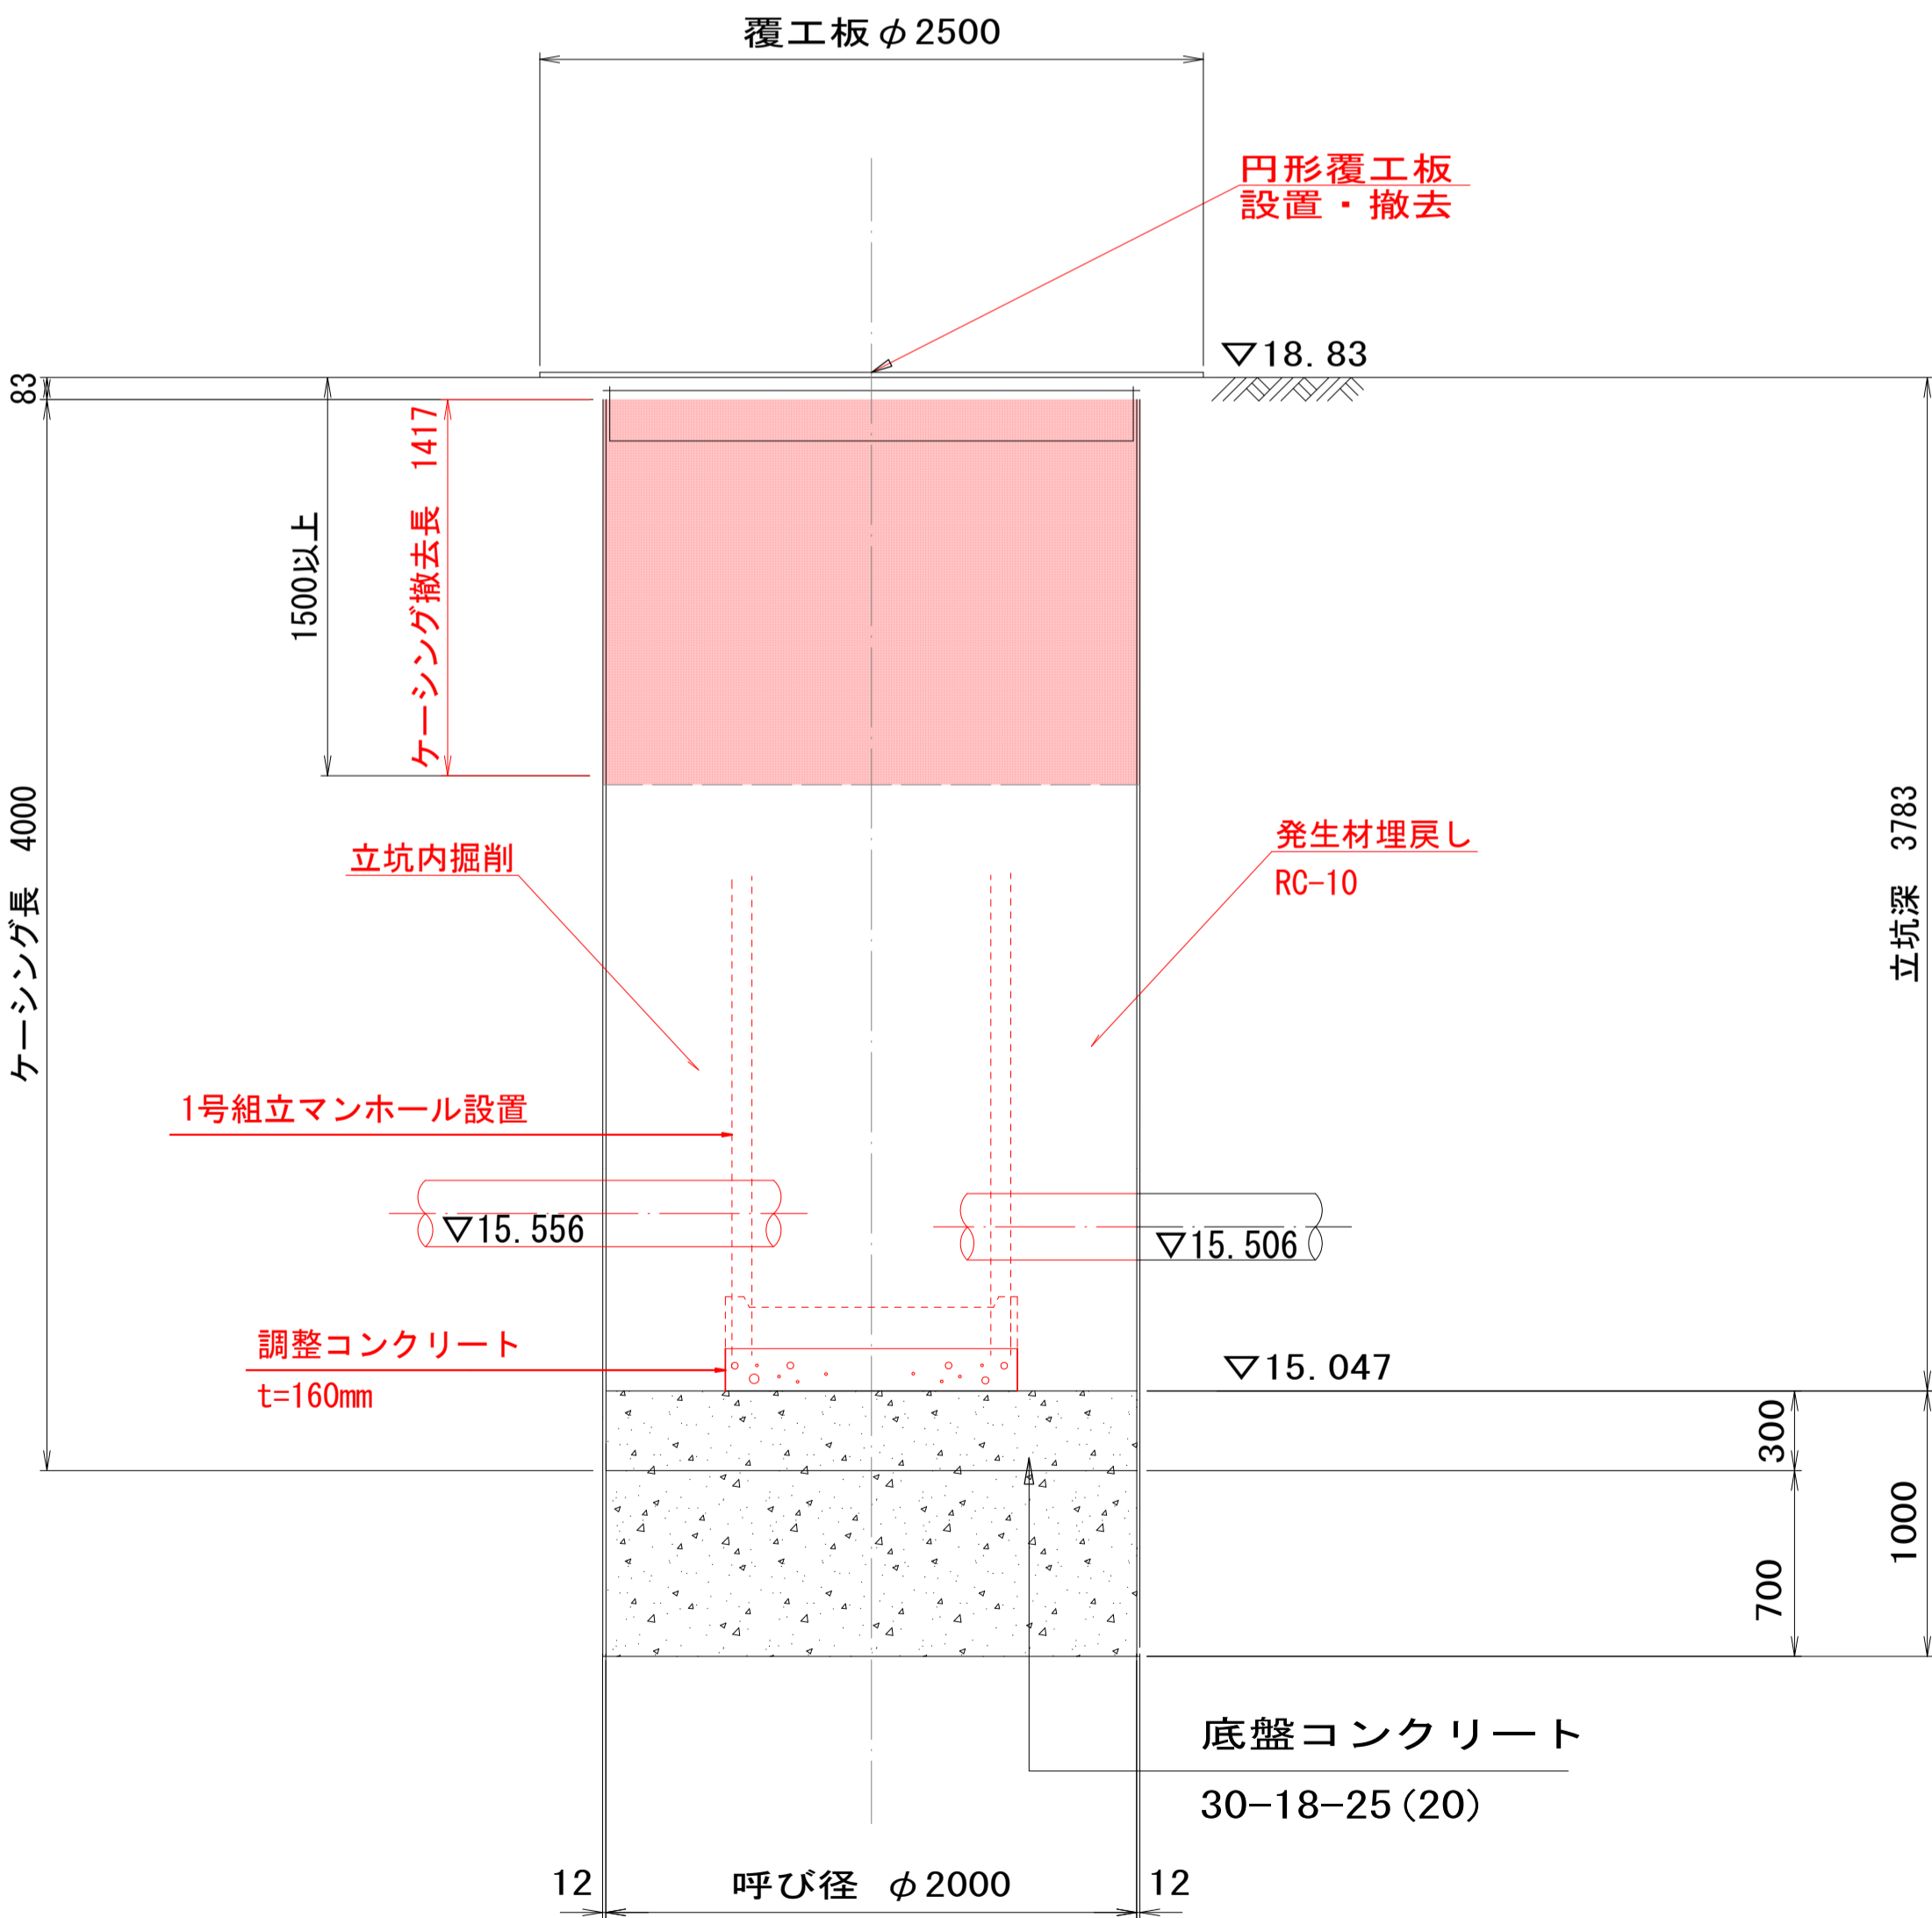 覆工板φ2500
円形覆工板
設置・撤去
▽18.83
83
1500以上
ケーシング撤去長 1417
ケーシング長 4000
立坑深 3783
立坑内掘削
発生材埋戻し
RC-10
1号組立マンホール設置
▽15.556
▽15.506
調整コンクリート
t=160mm
▽15.047
300
700
1000
底盤コンクリート
30-18-25(20)
12
呼び径 φ2000
12